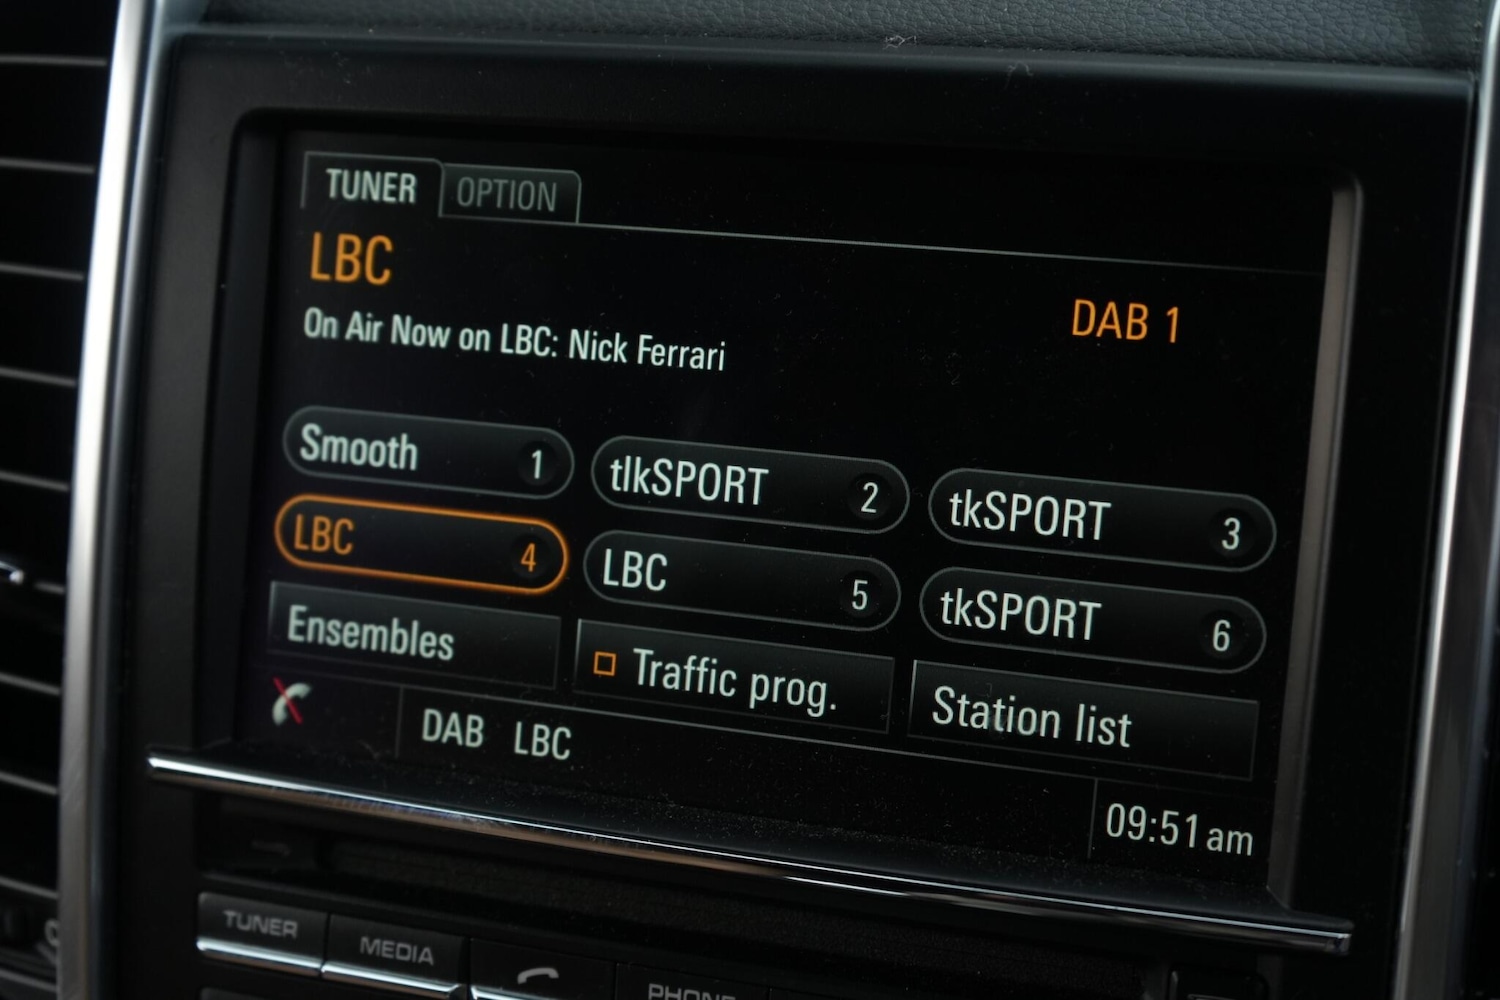 TUNER OPTION
LBC
DAB 1
On Air Now on LBC: Nick Ferrari
Smooth 1 tlkSPORT 2 tkSPORT 3
LBC 4 LBC 5 tkSPORT 6
Ensembles Traffic prog. Station list
DAB LBC
09:51 am
TUNER MEDIA PHONE